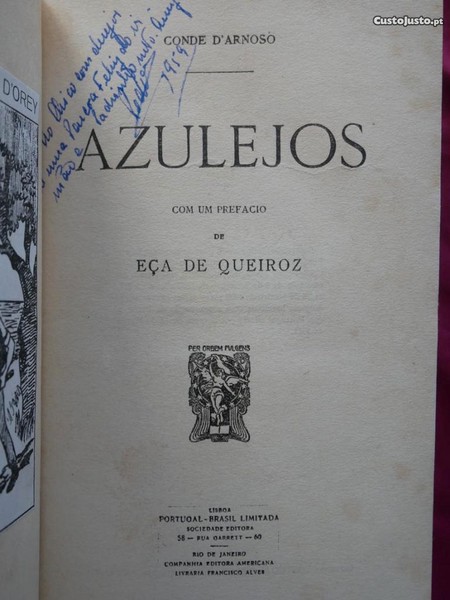 CustoJusto.pt
D'OREY
CONDE D'ARNOSO
1959
AZULEJOS
COM UM PREFACIO
DE
EÇA DE QUEIROZ
PER ORBEM FULGENS
LISBOA
PORTUGAL-BRASIL LIMITADA
SOCIEDADE EDITORA
58 — RUA GARRETT — 60
RIO DE JANEIRO
COMPANHIA EDITORA AMERICANA
LIVRARIA FRANCISCO ALVES